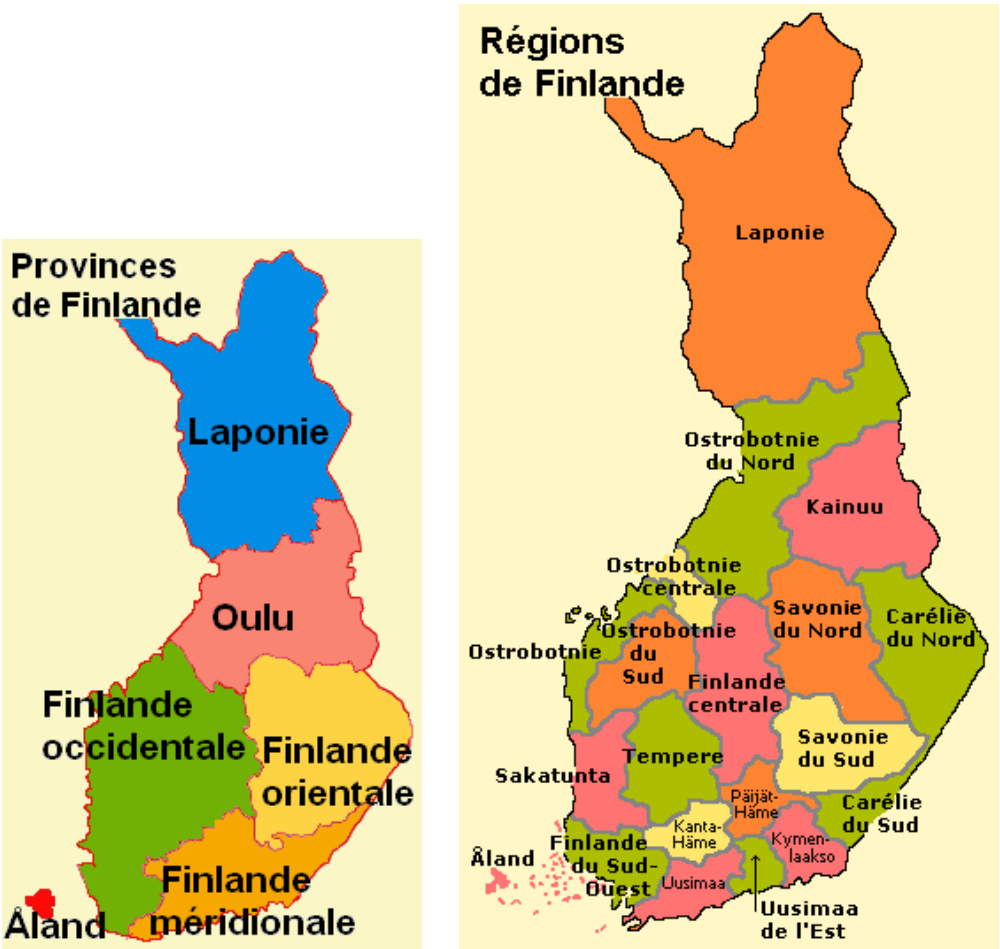 Provinces
de Finlande
Laponie
Oulu
Finlande
occidentale
Finlande
orientale
Finlande
méridionale
Åland
Régions
de Finlande
Laponie
Ostrobotnie
du Nord
Kainuu
Ostrobotnie
centrale
Savonie
du Nord
Carélie
du Nord
Ostrobotnie
Ostrobotnie
du
Sud
Finlande
centrale
Savonie
du Sud
Tempere
Sakatunta
Päijät-
Häme
Carélie
du Sud
Kanta-
Häme
Kymen-
laakso
Finlande
du Sud-
Ouest
Åland
Uusimaa
Uusimaa
de l'Est